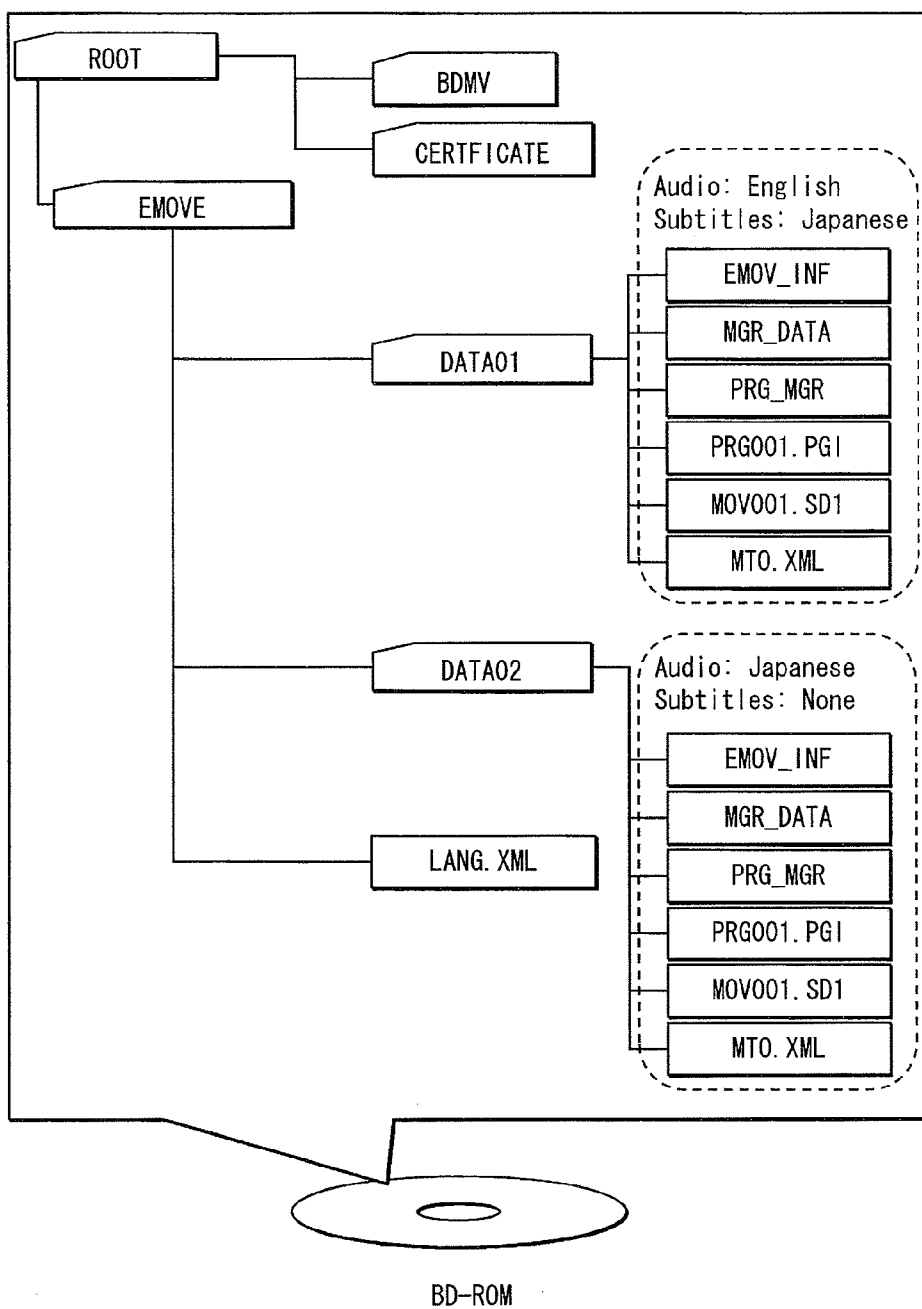 ROOT
BDMV
CERTFICATE
EMOVE
DATA01
Audio: English
Subtitles: Japanese
EMOV_INF
MGR_DATA
PRG_MGR
PRG001.PGI
MOV001.SD1
MTO.XML
DATA02
Audio: Japanese
Subtitles: None
EMOV_INF
MGR_DATA
PRG_MGR
PRG001.PGI
MOV001.SD1
MTO.XML
LANG.XML
BD-ROM